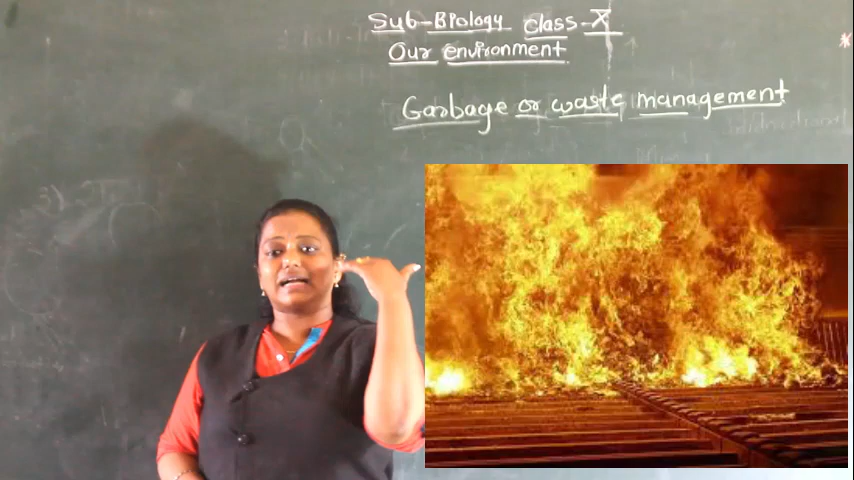 Sub-Biology class-X
Our environment
Garbage or waste management